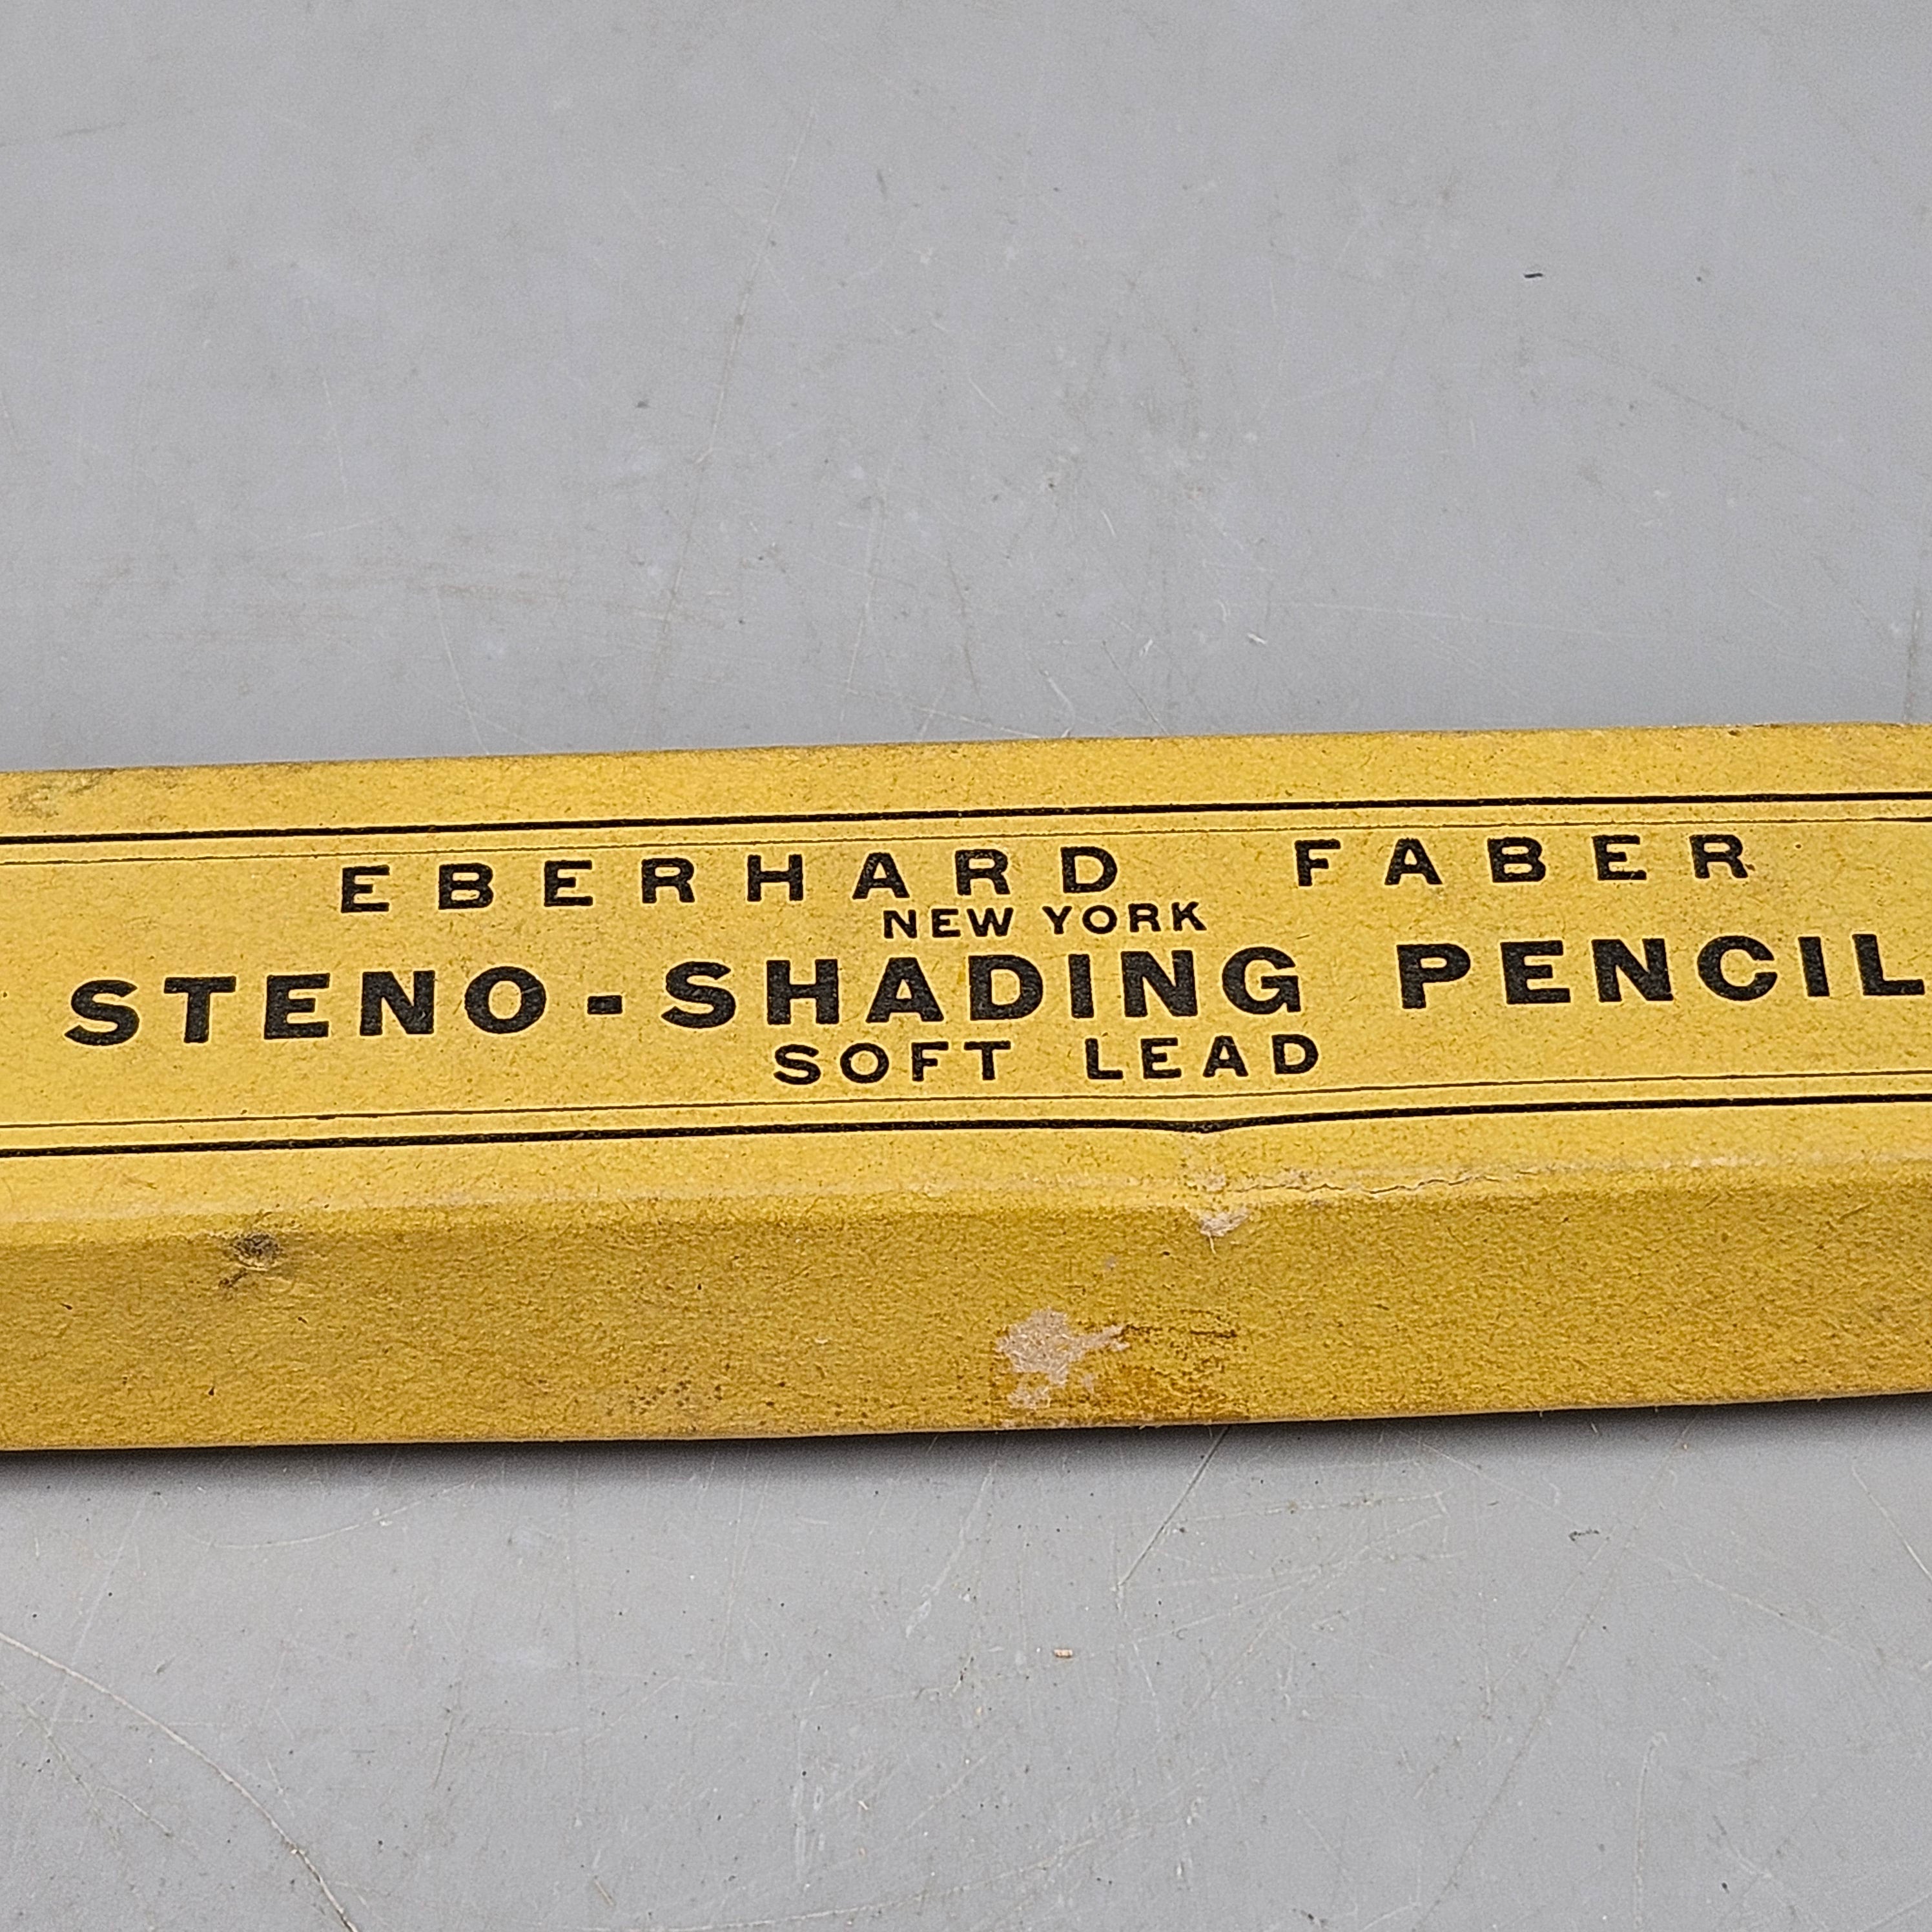 EBERHARD FABER
NEW YORK
STENO-SHADING PENCIL
SOFT LEAD